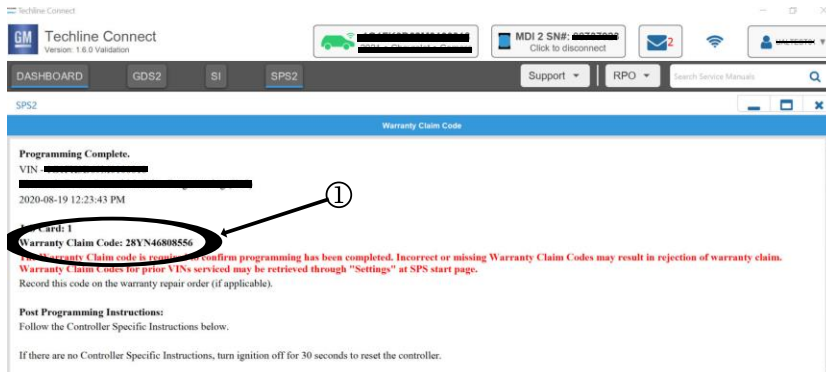 Techline Connect
GM Techline Connect
Version: 1.6.0 Validation
MDI 2 SN#:
Click to disconnect
2
DASHBOARD GDS2 SI SPS2 Support RPO Search Service Manuals
SPS2
Warranty Claim Code
Programming Complete.
VIN -
2020-08-19 12:23:43 PM
1
Card: 1
Warranty Claim Code: 28YN46808556
The Warranty Claim code is required to confirm programming has been completed. Incorrect or missing Warranty Claim Codes may result in rejection of warranty claim.
Warranty Claim Codes for prior VINs serviced may be retrieved through "Settings" at SPS start page.
Record this code on the warranty repair order (if applicable).
Post Programming Instructions:
Follow the Controller Specific Instructions below.
If there are no Controller Specific Instructions, turn ignition off for 30 seconds to reset the controller.